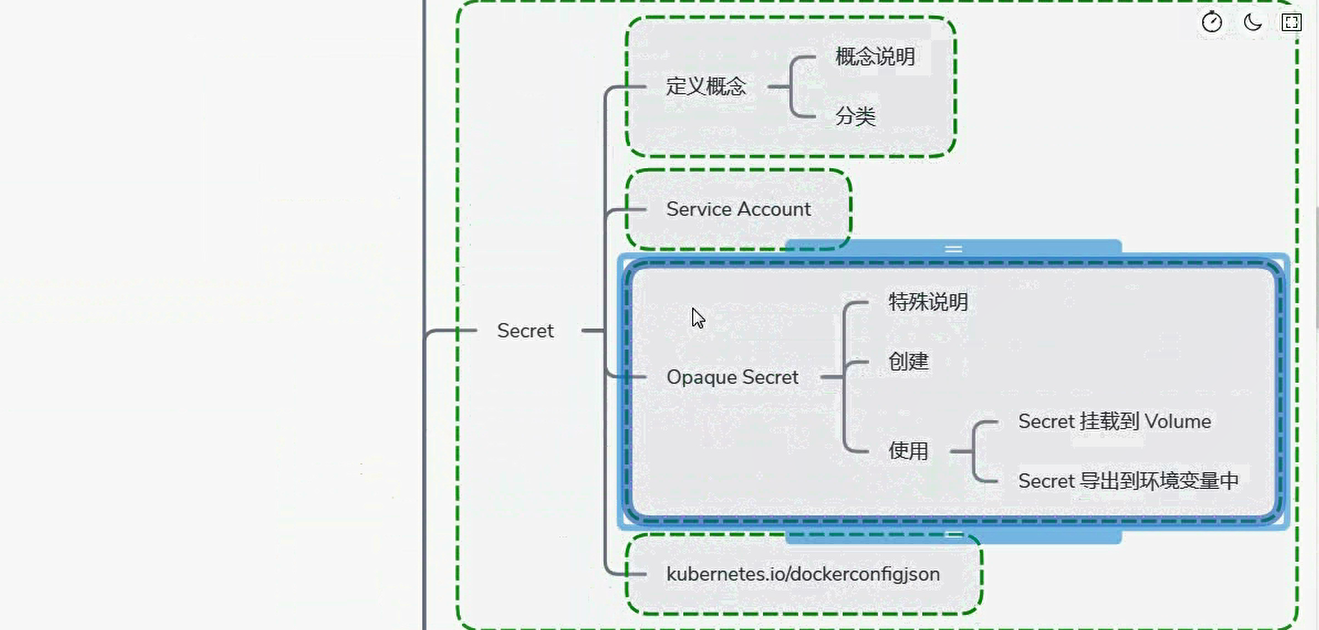 概念说明
定义概念
分类
Service Account
特殊说明
Secret
创建
Opaque Secret
Secret 挂载到 Volume
使用
Secret 导出到环境变量中
kubernetes.io/dockerconfigjson